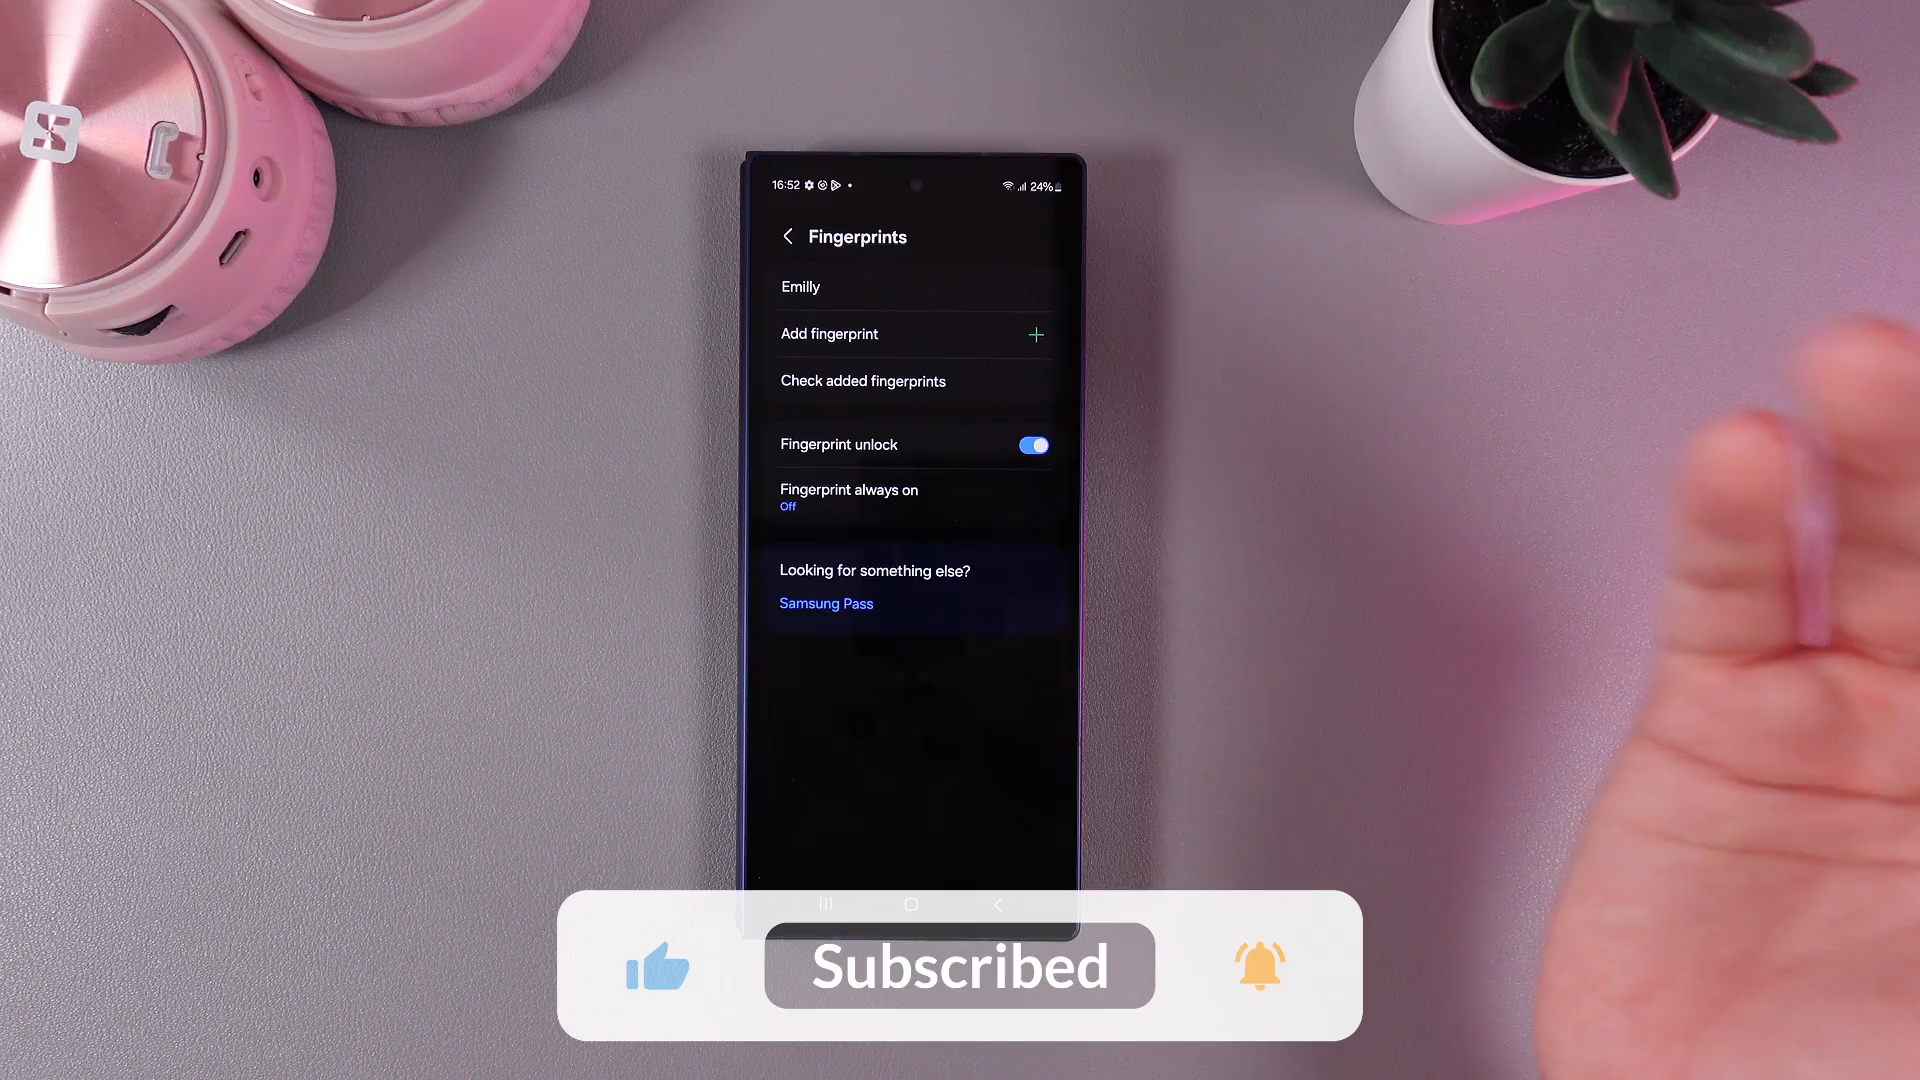 16:52
24%
Fingerprints
Emilly
Add fingerprint
Check added fingerprints
Fingerprint unlock
Fingerprint always on
Off
Looking for something else?
Samsung Pass
Subscribed